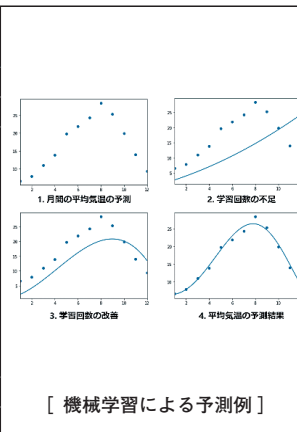 1. 月間の平均気温の予測
2. 学習回数の不足
3. 学習回数の改善
4. 平均気温の予測結果
[ 機械学習による予測例 ]